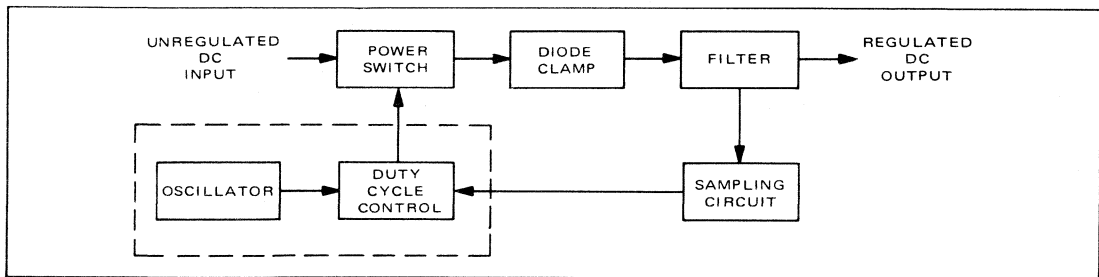 UNREGULATED
DC
INPUT
POWER
SWITCH
DIODE
CLAMP
FILTER
REGULATED
DC
OUTPUT
OSCILLATOR
DUTY
CYCLE
CONTROL
SAMPLING
CIRCUIT